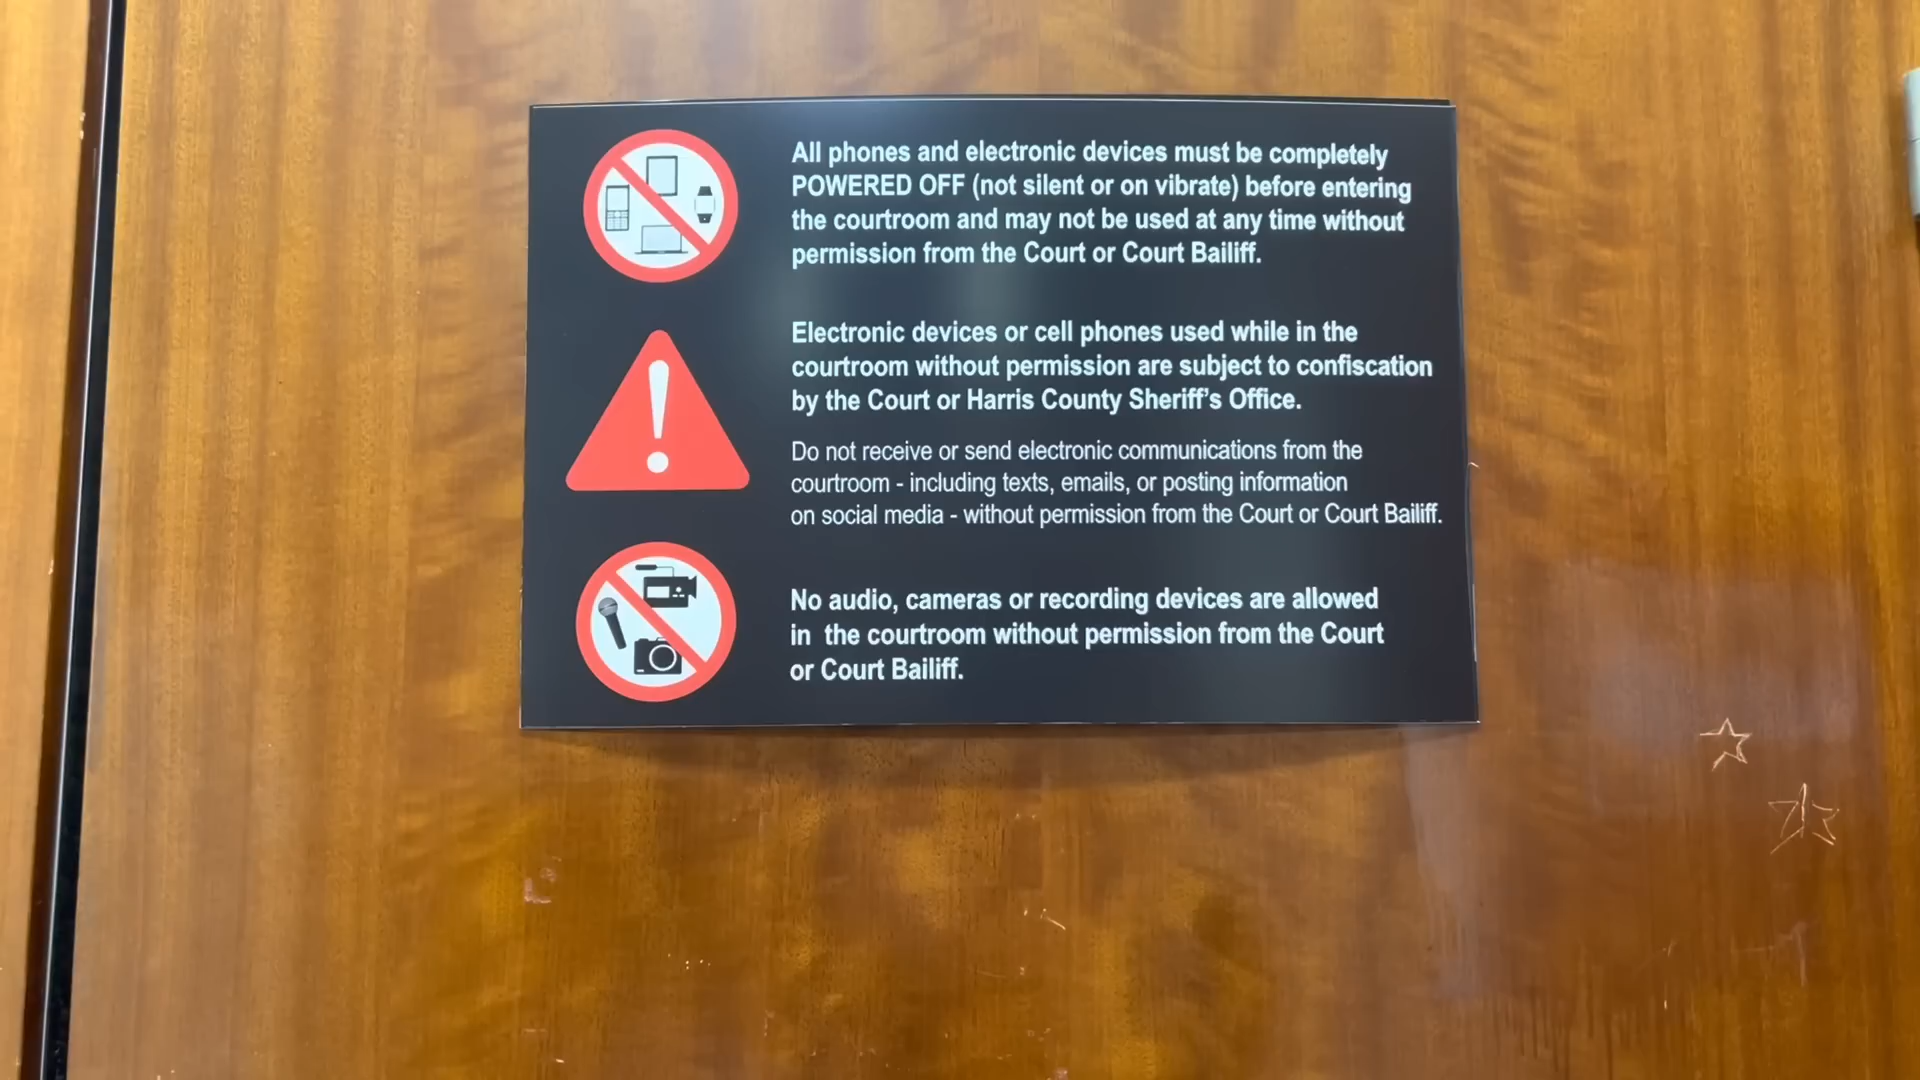 All phones and electronic devices must be completely
POWERED OFF (not silent or on vibrate) before entering
the courtroom and may not be used at any time without
permission from the Court or Court Bailiff.
Electronic devices or cell phones used while in the
courtroom without permission are subject to confiscation
by the Court or Harris County Sheriff's Office.
Do not receive or send electronic communications from the
courtroom - including texts, emails, or posting information
on social media - without permission from the Court or Court Bailiff.
No audio, cameras or recording devices are allowed
in the courtroom without permission from the Court
or Court Bailiff.